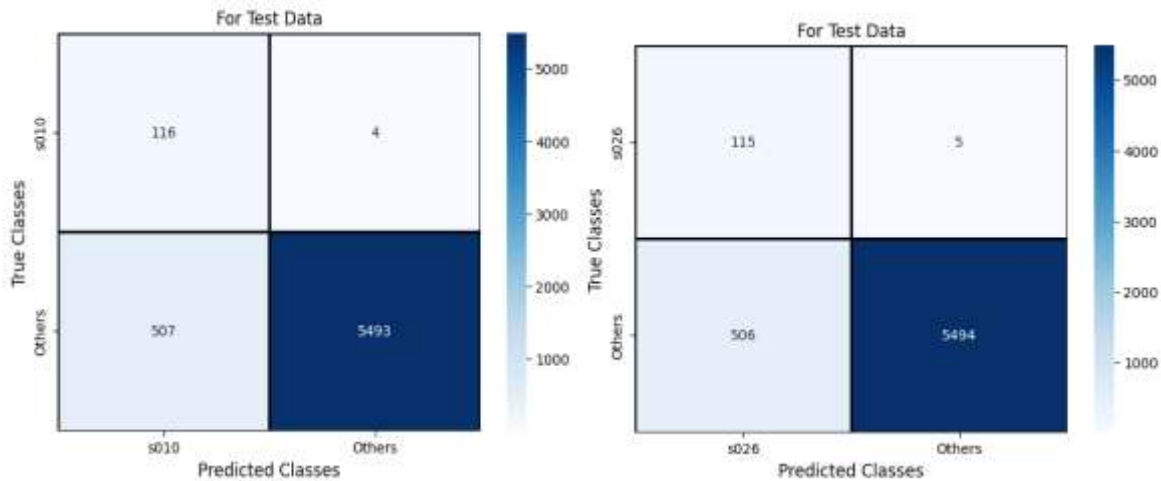 For Test Data
s010
116
4
True Classes
Others
507
5493
s010
Others
Predicted Classes
5000
4000
3000
2000
1000
For Test Data
s026
115
5
True Classes
Others
506
5494
s026
Others
Predicted Classes
5000
4000
3000
2000
1000